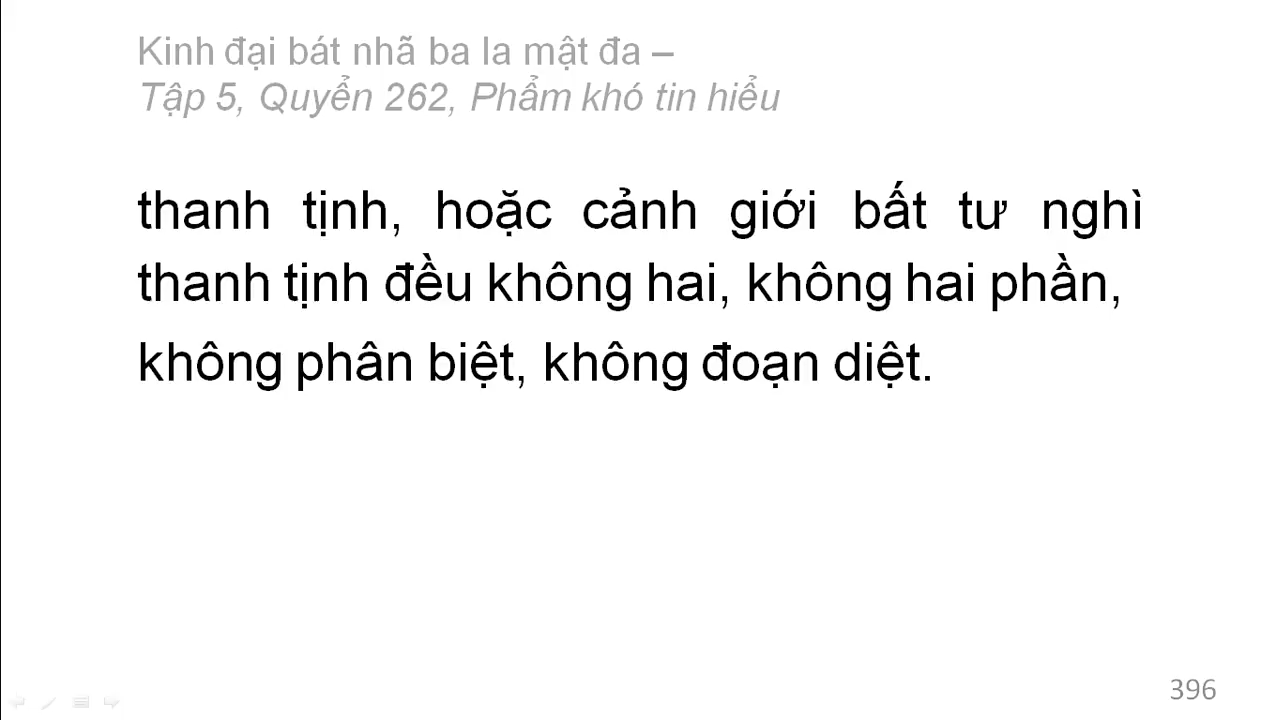 Kinh đại bát nhã ba la mật đa –
Tập 5, Quyển 262, Phẩm khó tin hiểu
thanh tịnh, hoặc cảnh giới bất tư nghì
thanh tịnh đều không hai, không hai phần,
không phân biệt, không đoạn diệt.
396